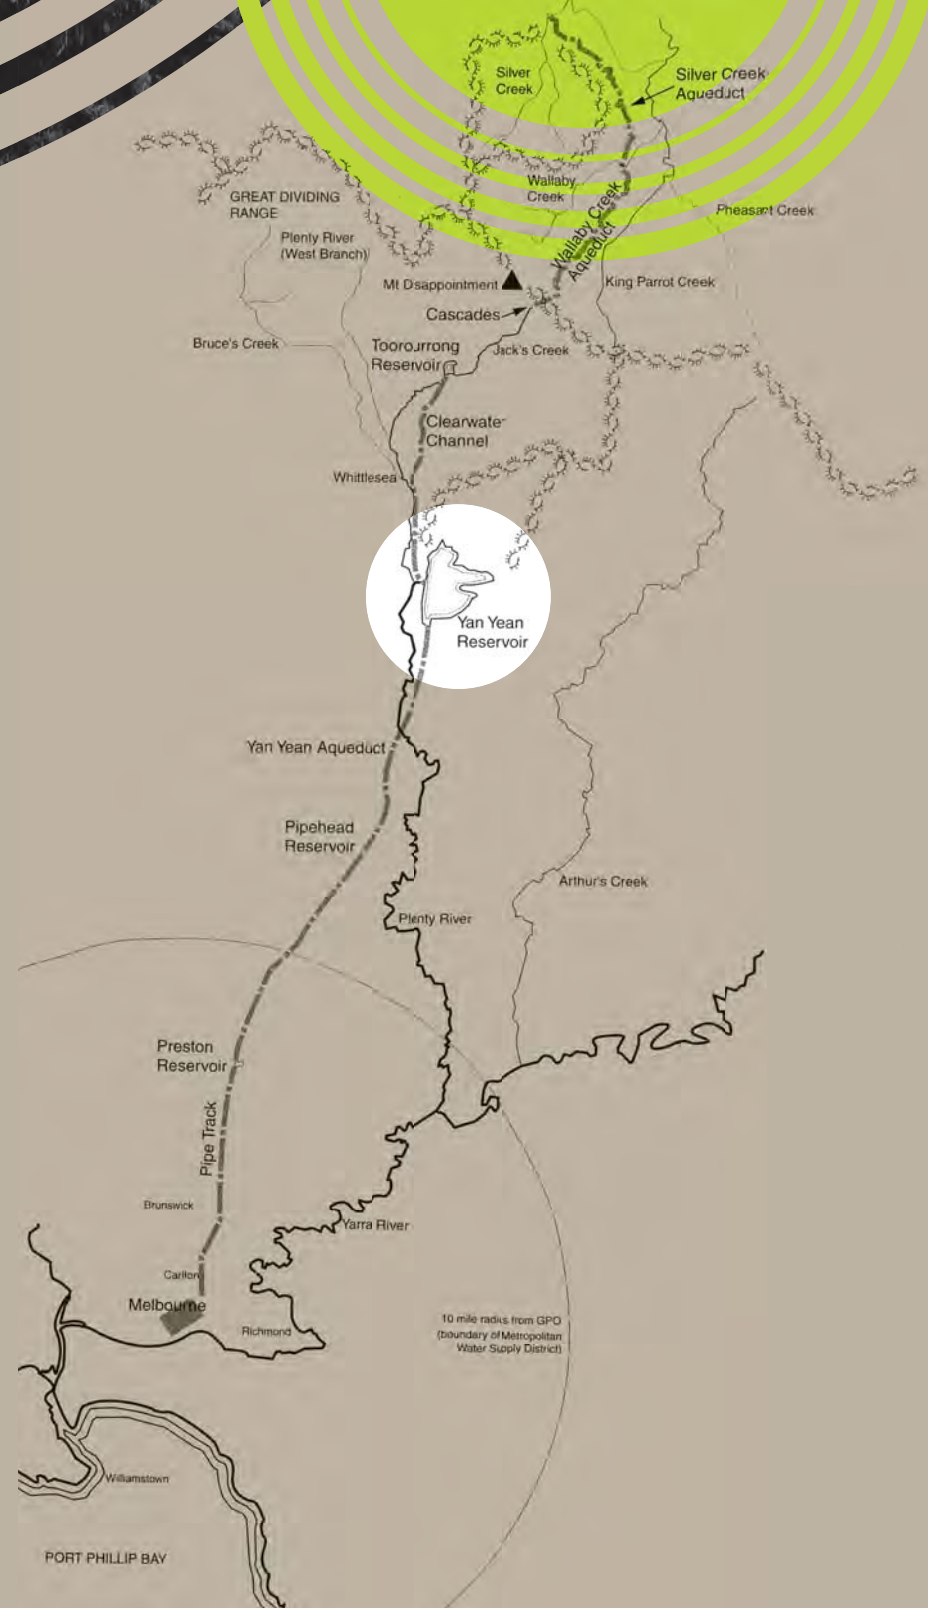 Silver
Creek
Silver Creek
Aqueduct
Wallaby
Creek
GREAT DIVIDING
RANGE
Pheasant Creek
Plenty River
(West Branch)
Wallaby Creek
Aqueduct
Mt Dsappointment
King Parrot Creek
Cascades
Bruce's Creek
Toorourrong
Reservoir
Jack's Creek
Clearwater
Channel
Whittlesea
Yan Yean
Reservoir
Yan Yean Aqueduct
Pipehead
Reservoir
Arthur's Creek
Plenty River
Preston
Reservoir
Pipe Track
Brunswick
Yarra River
Carlton
Melbourne
Richmond
10 mile radius from GPO
(boundary of Metropolitan
Water Supply District)
Williamstown
PORT PHILLIP BAY